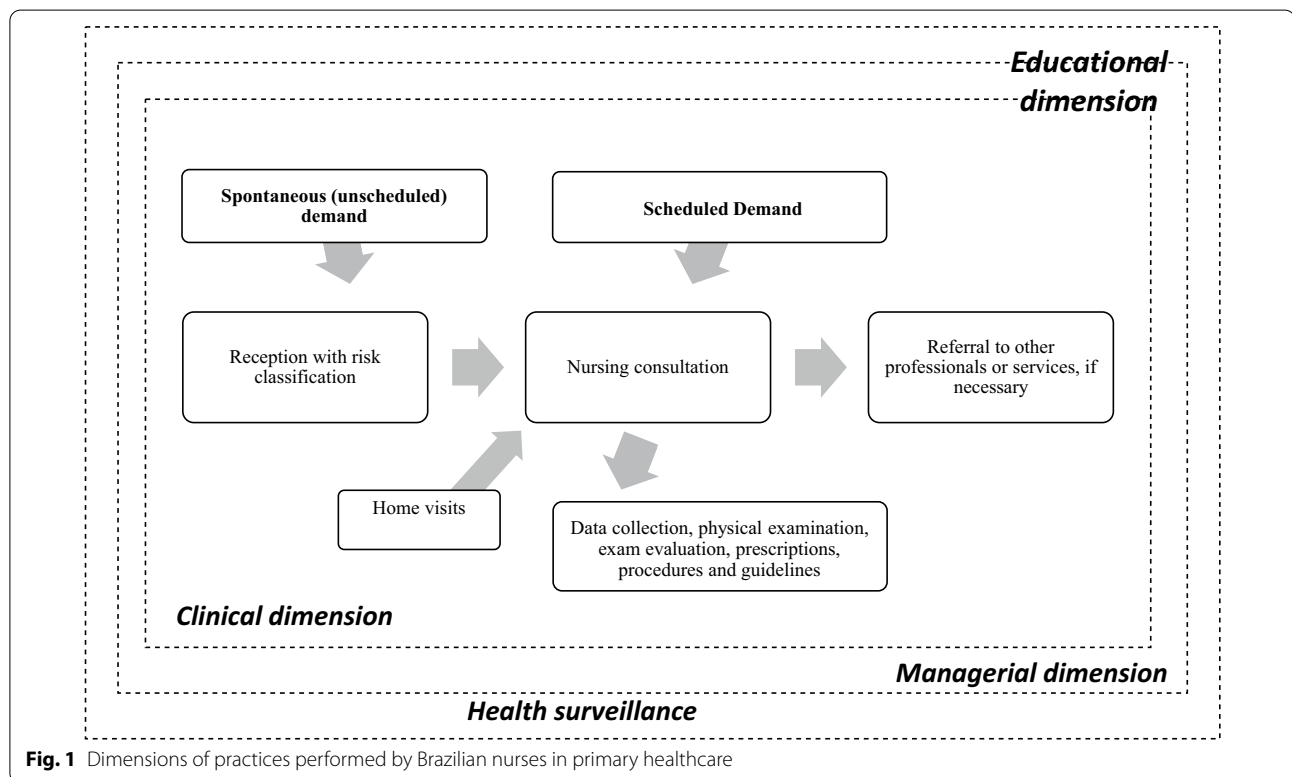 Educational
dimension
Spontaneous (unscheduled)
demand
Scheduled Demand
Reception with risk
classification
Nursing consultation
Referral to other
professionals or services, if
necessary
Home visits
Data collection, physical examination,
exam evaluation, prescriptions,
procedures and guidelines
Clinical dimension
Managerial dimension
Health surveillance
Fig. 1 Dimensions of practices performed by Brazilian nurses in primary healthcare